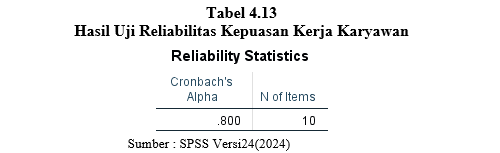 Tabel 4.13
Hasil Uji Reliabilitas Kepuasan Kerja Karyawan
Reliability Statistics
Cronbach's
Alpha N of Items
.800 10
Sumber : SPSS Versi24(2024)